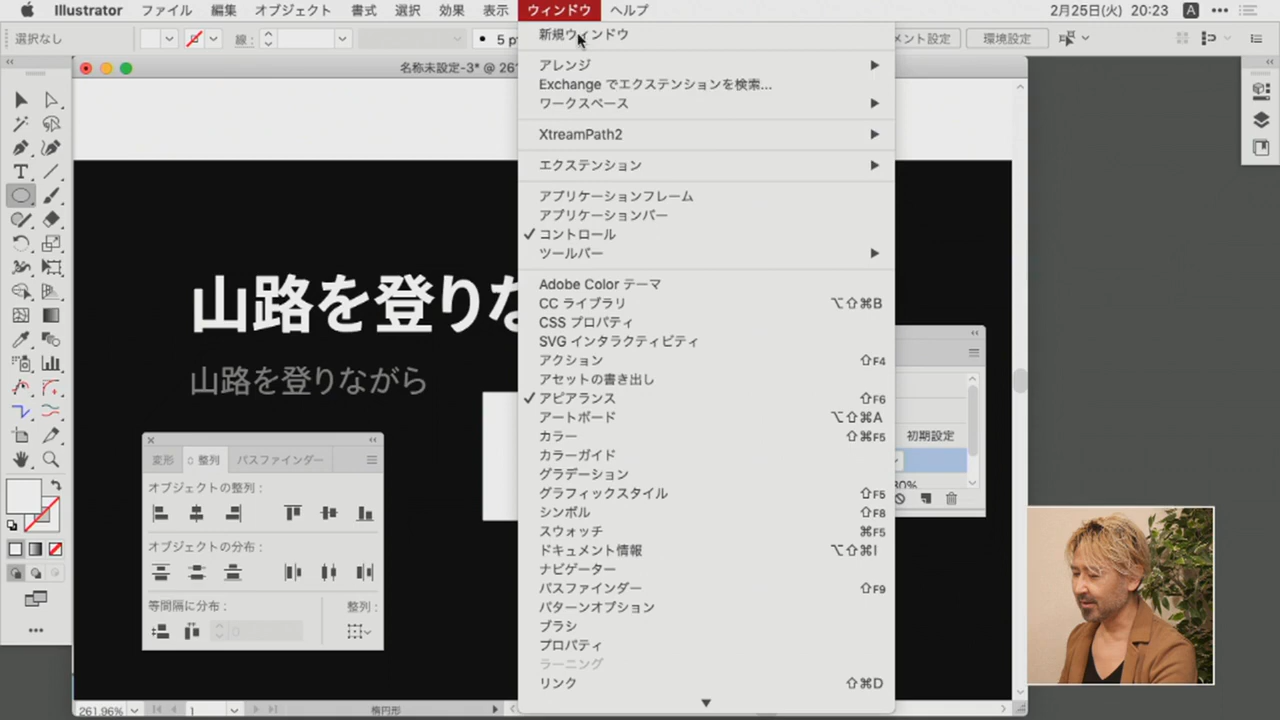 Illustrator ファイル 編集 オブジェクト 書式 選択 効果 表示 ウィンドウ ヘルプ 2月25日(火) 20:23 A
選択なし 線: 5 メント設定 環境設定
名称未設定-3* @
新規ウィンドウ
アレンジ
Exchange でエクステンションを検索...
ワークスペース
XtreamPath2
エクステンション
アプリケーションフレーム
アプリケーションバー
コントロール
ツールバー
Adobe Color テーマ
CC ライブラリ ⌥⇧⌘B
CSS プロパティ
SVG インタラクティビティ
アクション ⇧F4
アセットの書き出し
アピアランス ⇧F6
アートボード ⌥⇧⌘A
カラー ⇧⌘F5
カラーガイド
グラデーション
グラフィックスタイル ⇧F5
シンボル ⇧F8
スウォッチ ⌘F5
ドキュメント情報 ⌥⇧⌘I
ナビゲーター
パスファインダー ⇧F9
パターンオプション
ブラシ
プロパティ
ラーニング
リンク ⇧⌘D
山路を登りな
山路を登りながら
変形 整列 パスファインダー
オブジェクトの整列:
オブジェクトの分布:
等間隔に分布: 整列:
0
初期設定
261.96% 1 楕円形